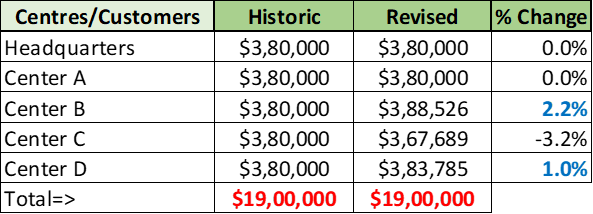 Centres/Customers Historic Revised % Change
Headquarters $3,80,000 $3,80,000 0.0%
Center A $3,80,000 $3,80,000 0.0%
Center B $3,80,000 $3,88,526 2.2%
Center C $3,80,000 $3,67,689 -3.2%
Center D $3,80,000 $3,83,785 1.0%
Total=> $19,00,000 $19,00,000